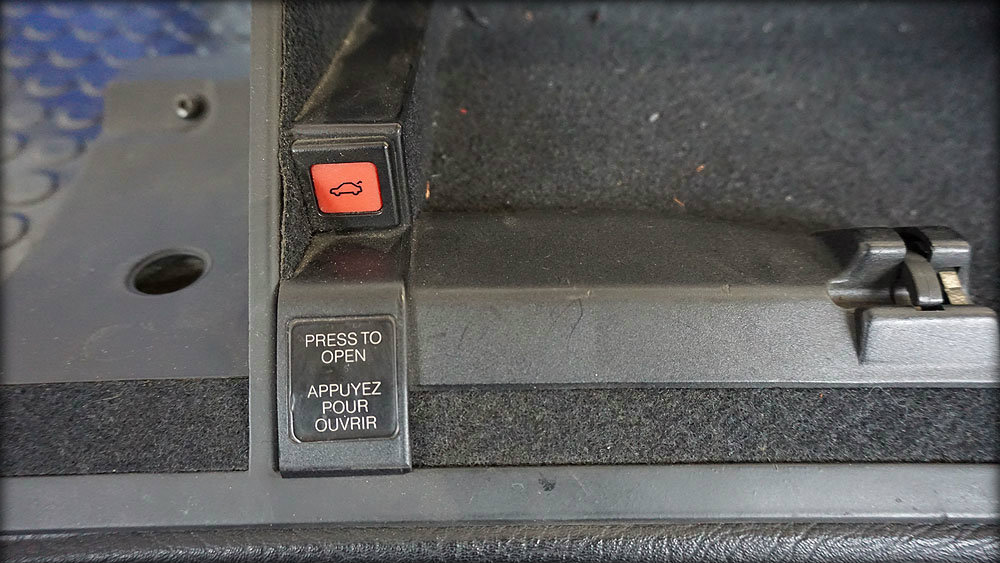 PRESS TO
OPEN
APPUYEZ
POUR
OUVRIR